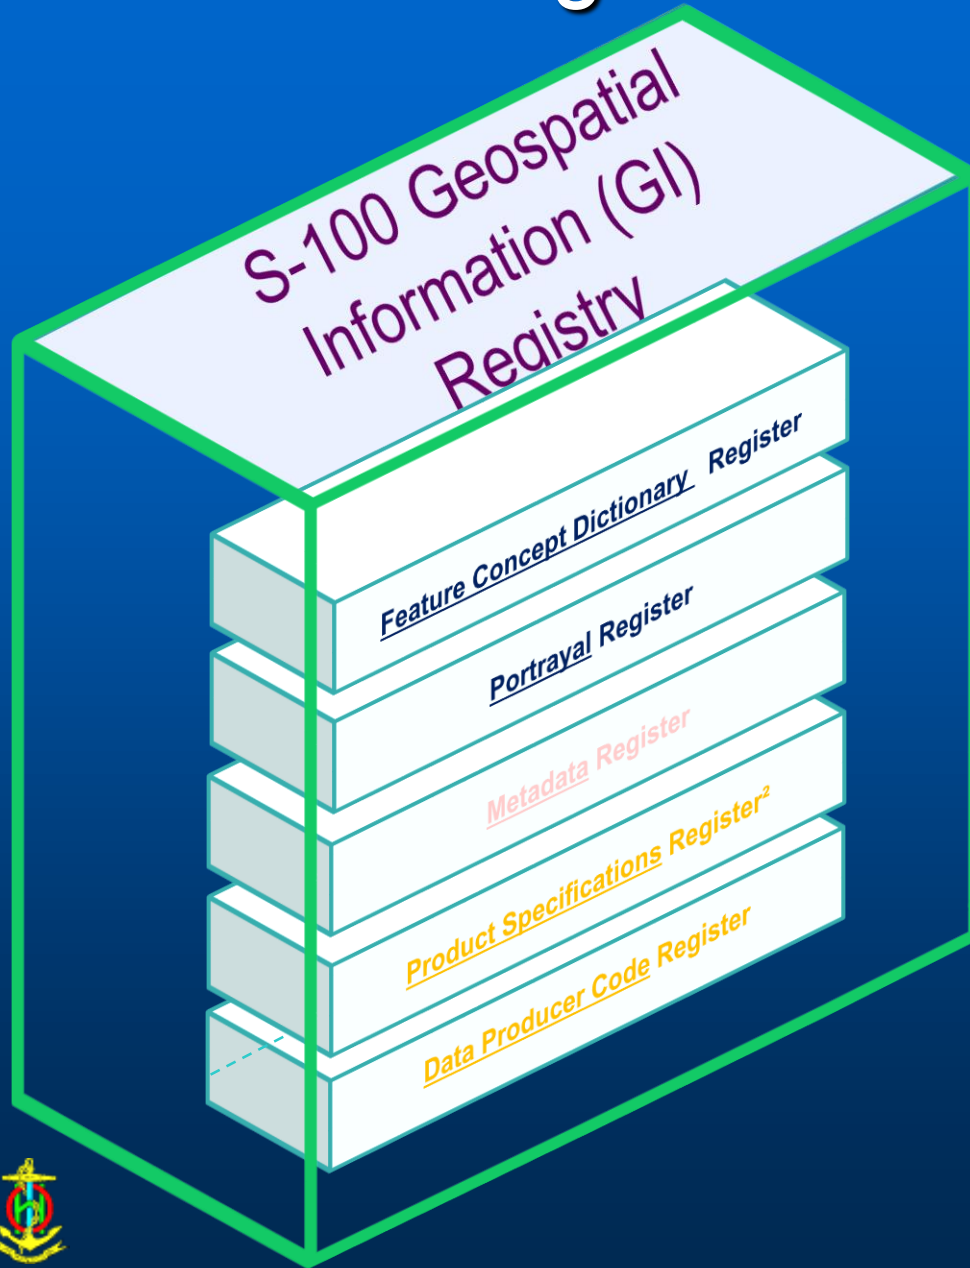 S-100 Geospatial
Information (GI)
Registry
Feature Concept Dictionary Register
Portrayal Register
Metadata Register
Product Specifications Register²
Data Producer Code Register